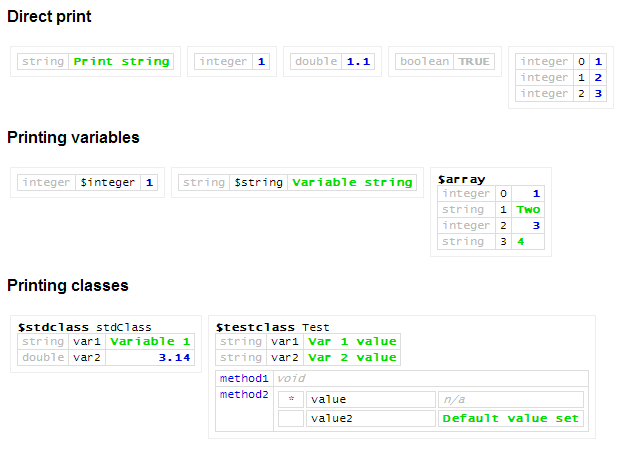 Direct print
string Print string integer 1 double 1.1 boolean TRUE integer 0 1
integer 1 2
integer 2 3
Printing variables
integer $integer 1 string $string Variable string $array
integer 0 1
string 1 Two
integer 2 3
string 3 4
Printing classes
$stdclass stdClass
string var1 Variable 1
double var2 3.14
$testclass Test
string var1 Var 1 value
string var2 Var 2 value
method1 void
method2 * value n/a
value2 Default value set